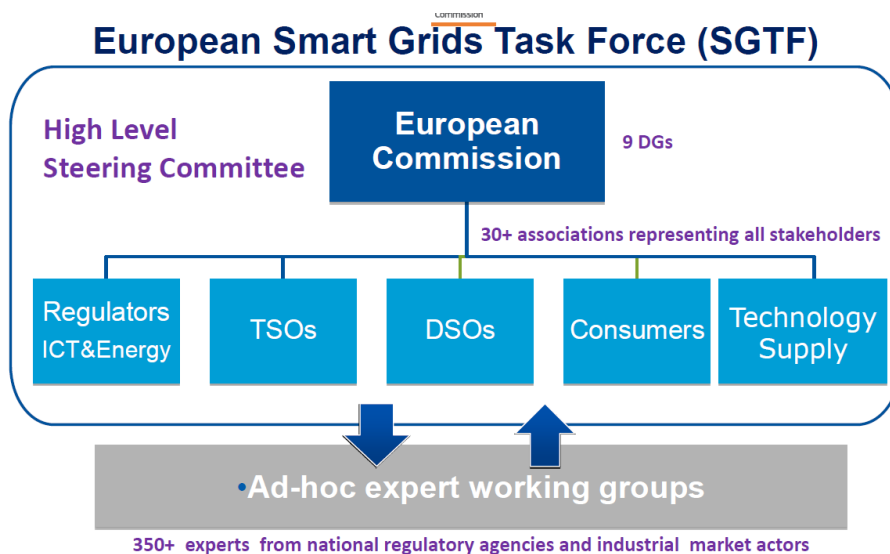 Commission
European Smart Grids Task Force (SGTF)
High Level
Steering Committee
European
Commission
9 DGs
30+ associations representing all stakeholders
Regulators
ICT&Energy
TSOs
DSOs
Consumers
Technology
Supply
•Ad-hoc expert working groups
350+ experts from national regulatory agencies and industrial market actors